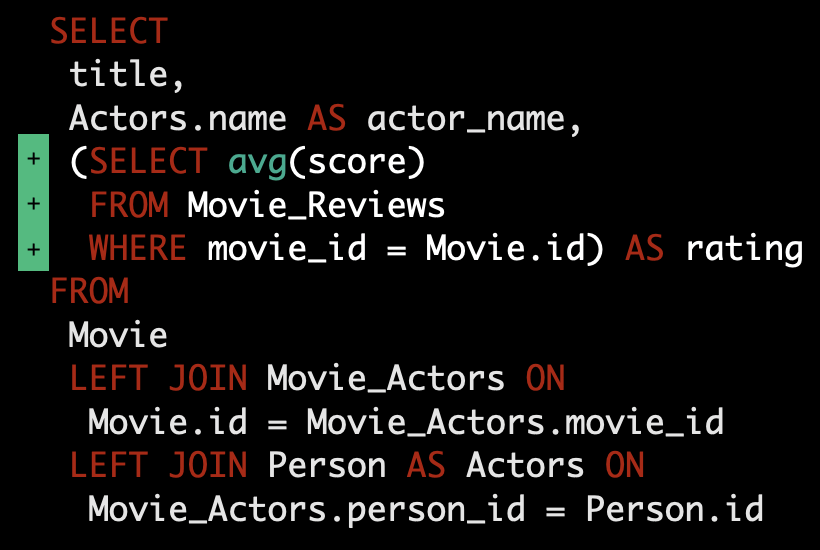 SELECT
title,
Actors.name AS actor_name,
+ (SELECT avg(score)
+ FROM Movie_Reviews
+ WHERE movie_id = Movie.id) AS rating
FROM
Movie
LEFT JOIN Movie_Actors ON
Movie.id = Movie_Actors.movie_id
LEFT JOIN Person AS Actors ON
Movie_Actors.person_id = Person.id